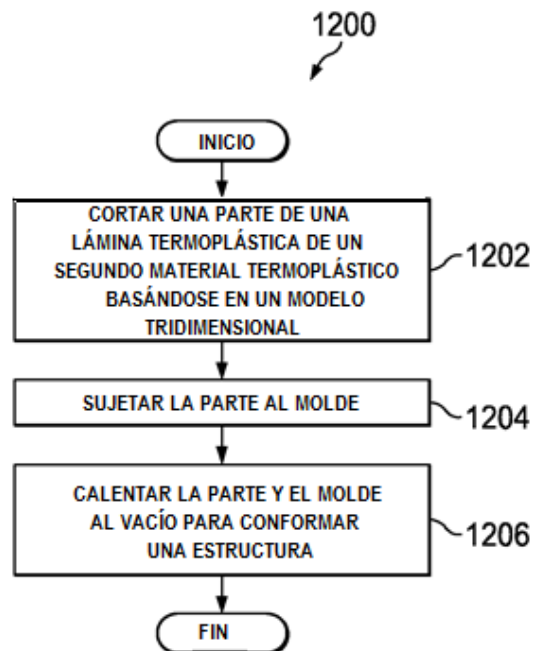 1200
INICIO
CORTAR UNA PARTE DE UNA
LÁMINA TERMOPLÁSTICA DE UN
SEGUNDO MATERIAL TERMOPLÁSTICO
BASÁNDOSE EN UN MODELO
TRIDIMENSIONAL
1202
SUJETAR LA PARTE AL MOLDE
1204
CALENTAR LA PARTE Y EL MOLDE
AL VACÍO PARA CONFORMAR
UNA ESTRUCTURA
1206
FIN